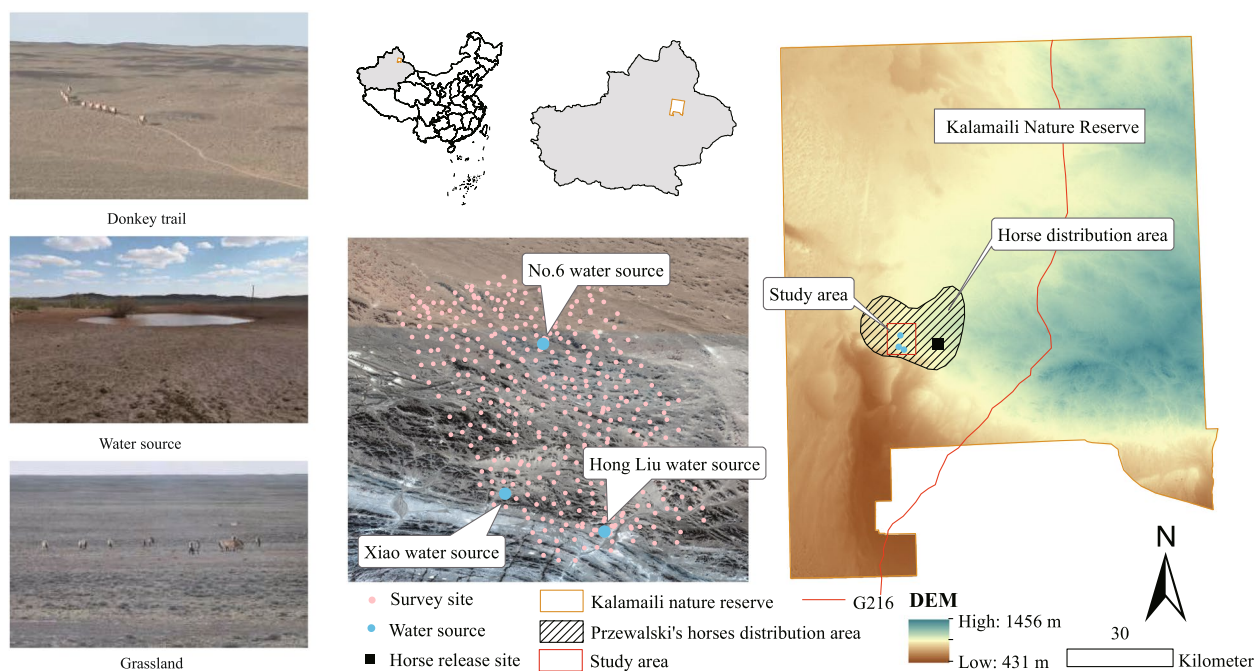 Donkey trail
Water source
Grassland
No.6 water source
Hong Liu water source
Xiao water source
Kalamaili Nature Reserve
Horse distribution area
Study area
Survey site
Water source
Horse release site
Kalamaili nature reserve
Przewalski's horses distribution area
Study area
G216
DEM
High: 1456 m
Low: 431 m
N
30
Kilometer